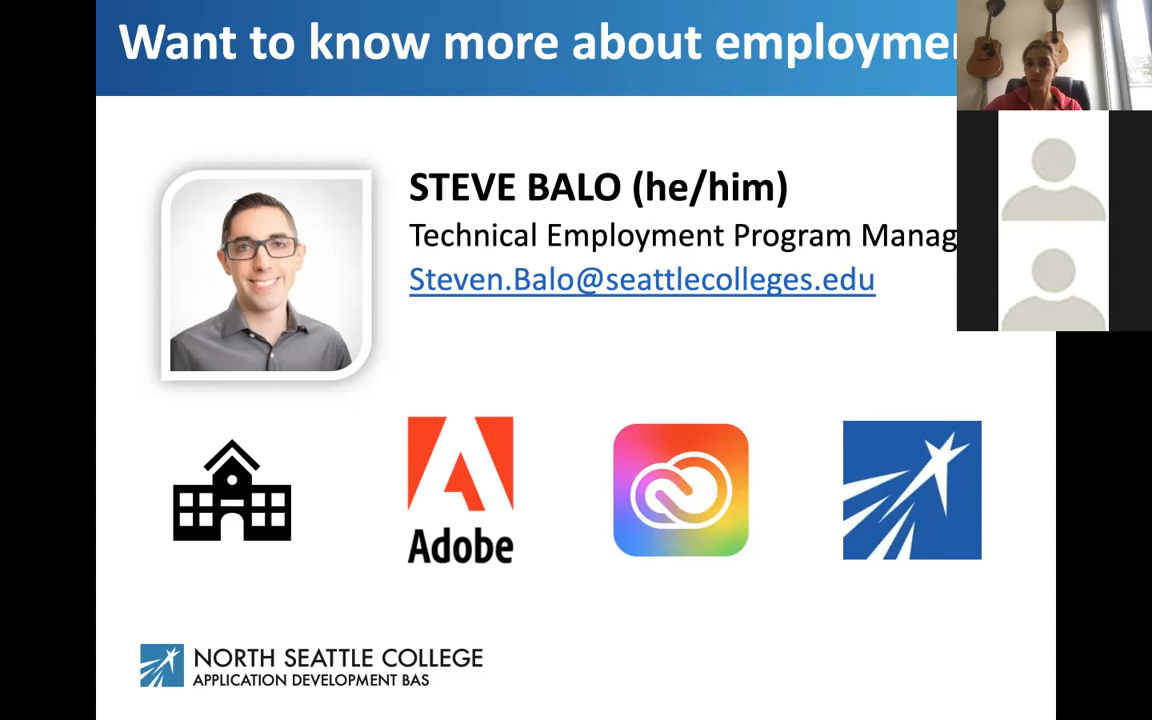 Want to know more about employmen
STEVE BALO (he/him)
Technical Employment Program Manag
Steven.Balo@seattlecolleges.edu
Adobe
NORTH SEATTLE COLLEGE
APPLICATION DEVELOPMENT BAS